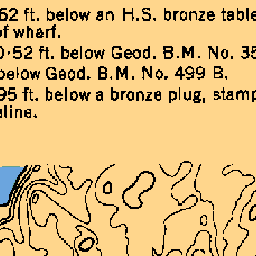 52 ft. below an H.S. bronze table
of wharf.
0·52 ft. below Geod. B.M. No. 35
below Geod. B.M. No. 499 B.
95 ft. below a bronze plug, stamp
line.